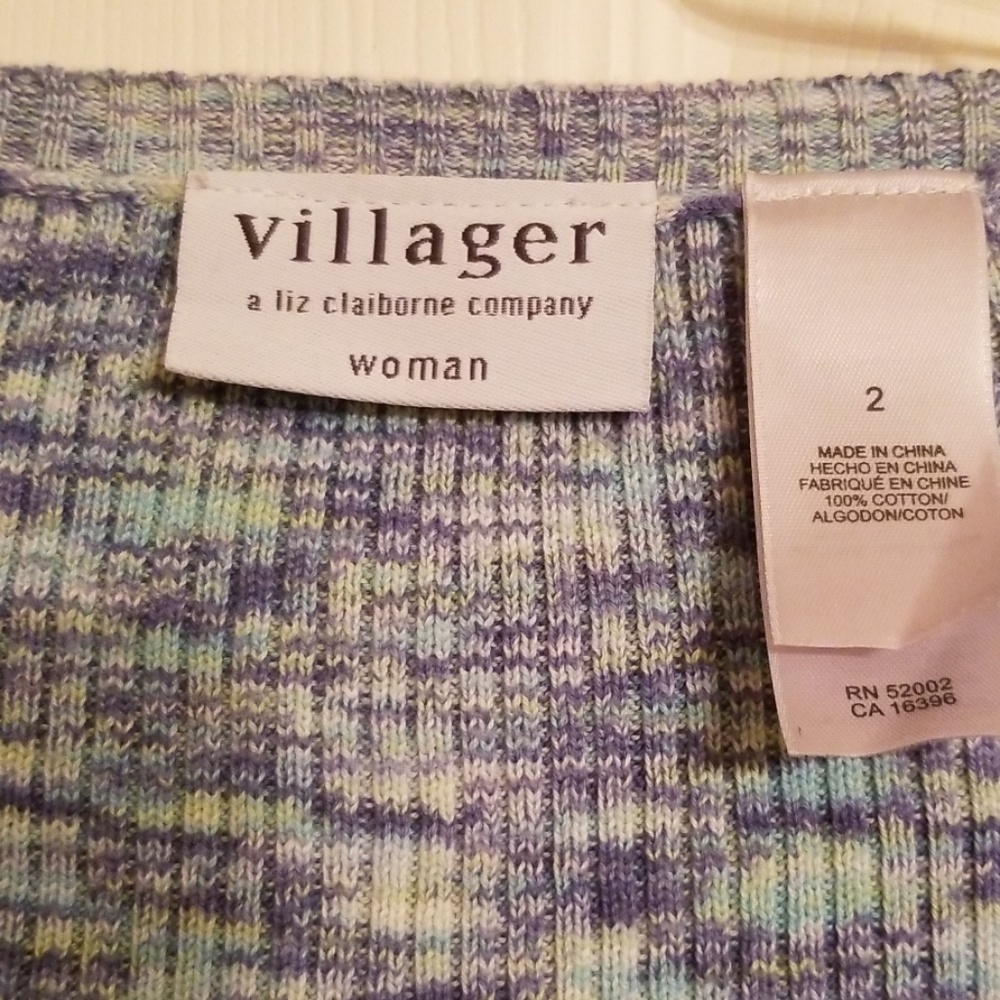 villager
a liz claiborne company
woman
2
MADE IN CHINA
HECHO EN CHINA
FABRIQUÉ EN CHINE
100% COTTON/
ALGODON/COTON
RN 52002
CA 16396